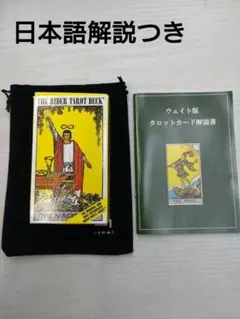 日本語解説つき
THE RIDER TAROT DECK
ウェイト版
タロットカード解説書
THE FOOL.